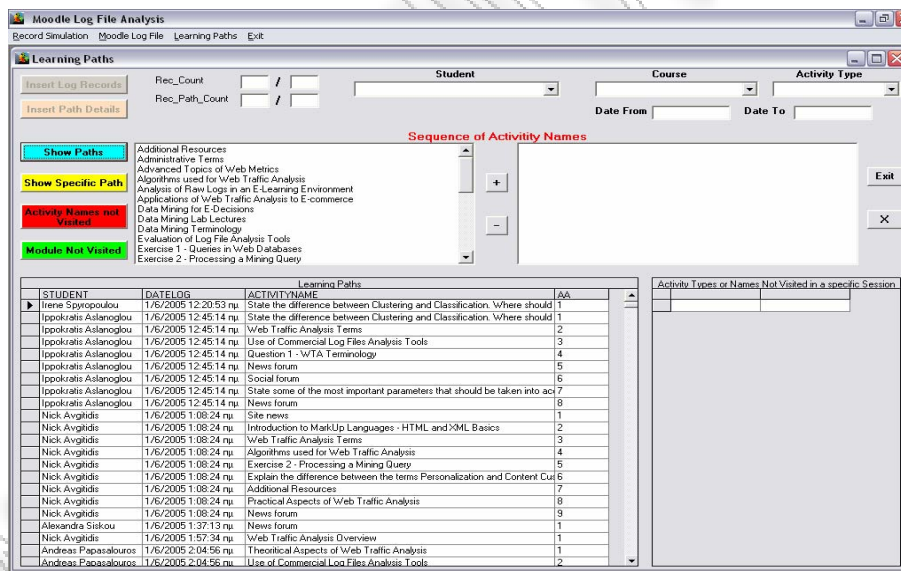 Moodle Log File Analysis
Record Simulation Moodle Log File Learning Paths Exit
Learning Paths
Insert Log Records
Rec_Count /
Student
Course
Activity Type
Insert Path Details
Rec_Path_Count /
Date From
Date To
Sequence of Activitity Names
Show Paths
Show Specific Path
Activity Names not Visited
Module Not Visited
Additional Resources
Administrative Terms
Advanced Topics of Web Metrics
Algorithms used for Web Traffic Analysis
Analysis of Raw Logs in an E-Learning Environment
Applications of Web Traffic Analysis to E-commerce
Data Mining for E-Decisions
Data Mining Lab Lectures
Data Mining Terminology
Evaluation of Log File Analysis Tools
Exercise 1 - Queries in Web Databases
Exercise 2 - Processing a Mining Query
+
-
Exit
X
Learning Paths
STUDENT DATELOG ACTIVITYNAME AA
Irene Spyropoulou 1/6/2005 12:20:53 πμ State the difference between Clustering and Classification. Where should 1
Ippokratis Aslanoglou 1/6/2005 12:45:14 πμ State the difference between Clustering and Classification. Where should 1
Ippokratis Aslanoglou 1/6/2005 12:45:14 πμ Web Traffic Analysis Terms 2
Ippokratis Aslanoglou 1/6/2005 12:45:14 πμ Use of Commercial Log Files Analysis Tools 3
Ippokratis Aslanoglou 1/6/2005 12:45:14 πμ Question 1 - WTA Terminology 4
Ippokratis Aslanoglou 1/6/2005 12:45:14 πμ News forum 5
Ippokratis Aslanoglou 1/6/2005 12:45:14 πμ Social forum 6
Ippokratis Aslanoglou 1/6/2005 12:45:14 πμ State some of the most important parameters that should be taken into ac 7
Ippokratis Aslanoglou 1/6/2005 12:45:14 πμ News forum 8
Nick Avgitidis 1/6/2005 1:08:24 πμ Site news 1
Nick Avgitidis 1/6/2005 1:08:24 πμ Introduction to MarkUp Languages - HTML and XML Basics 2
Nick Avgitidis 1/6/2005 1:08:24 πμ Web Traffic Analysis Terms 3
Nick Avgitidis 1/6/2005 1:08:24 πμ Algorithms used for Web Traffic Analysis 4
Nick Avgitidis 1/6/2005 1:08:24 πμ Exercise 2 - Processing a Mining Query 5
Nick Avgitidis 1/6/2005 1:08:24 πμ Explain the difference between the terms Personalization and Content Cus 6
Nick Avgitidis 1/6/2005 1:08:24 πμ Additional Resources 7
Nick Avgitidis 1/6/2005 1:08:24 πμ Practical Aspects of Web Traffic Analysis 8
Nick Avgitidis 1/6/2005 1:08:24 πμ News forum 9
Alexandra Siskou 1/6/2005 1:37:13 πμ News forum 1
Nick Avgitidis 1/6/2005 1:57:34 πμ Web Traffic Analysis Overview 1
Andreas Papasalouros 1/6/2005 2:04:56 πμ Theoritical Aspects of Web Traffic Analysis 1
Andreas Papasalouros 1/6/2005 2:04:56 πμ Use of Commercial Log Files Analysis Tools 2
Activity Types or Names Not Visited in a specific Session